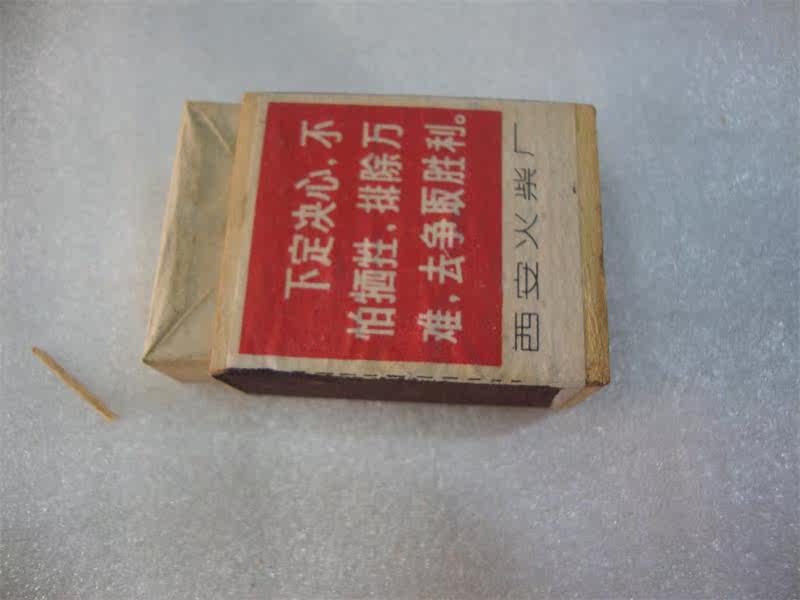 下定决心，不
怕牺牲，排除万
难，去争取胜利。
西安火柴厂